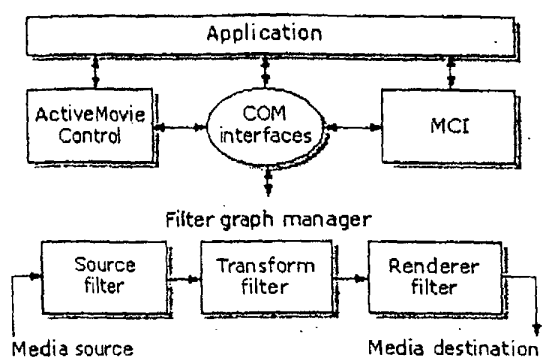 Application
ActiveMovie
Control
COM
interfaces
MCI
Filter graph manager
Source
filter
Transform
filter
Renderer
filter
Media source
Media destination